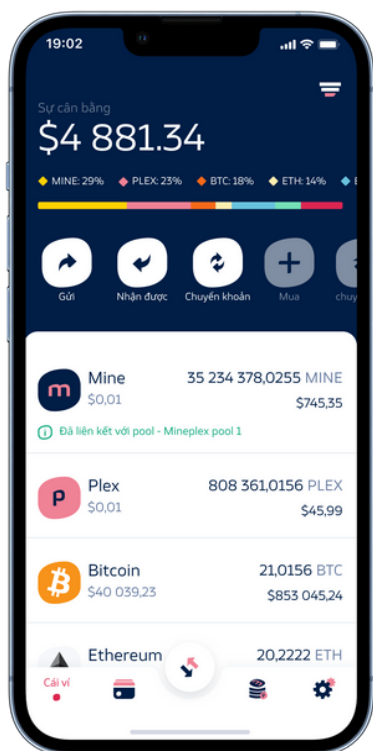 19:02
Sự cân bằng
$4 881.34
MINE: 29% PLEX: 23% BTC: 18% ETH: 14%
Gửi Nhận được Chuyển khoản Mua chuy
Mine 35 234 378,0255 MINE
$0,01 $745,35
Đã liên kết với pool - Mineplex pool 1
Plex 808 361,0156 PLEX
$0,01 $45,99
Bitcoin 21,0156 BTC
$40 039,23 $853 045,24
Ethereum 20,2222 ETH
Cái ví